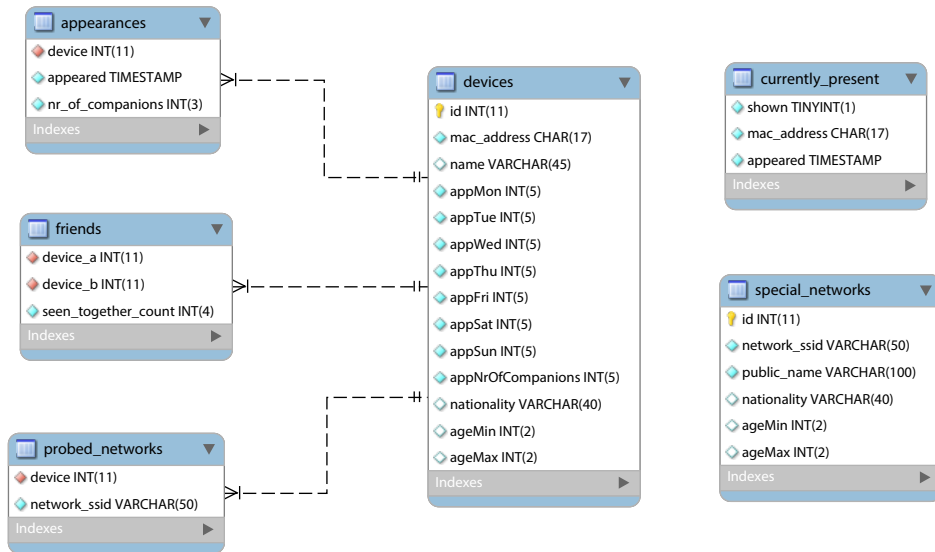 appearances
device INT(11)
appeared TIMESTAMP
nr_of_companions INT(3)
Indexes
friends
device_a INT(11)
device_b INT(11)
seen_together_count INT(4)
Indexes
probed_networks
device INT(11)
network_ssid VARCHAR(50)
Indexes
devices
id INT(11)
mac_address CHAR(17)
name VARCHAR(45)
appMon INT(5)
appTue INT(5)
appWed INT(5)
appThu INT(5)
appFri INT(5)
appSat INT(5)
appSun INT(5)
appNrOfCompanions INT(5)
nationality VARCHAR(40)
ageMin INT(2)
ageMax INT(2)
Indexes
currently_present
shown TINYINT(1)
mac_address CHAR(17)
appeared TIMESTAMP
Indexes
special_networks
id INT(11)
network_ssid VARCHAR(50)
public_name VARCHAR(100)
nationality VARCHAR(40)
ageMin INT(2)
ageMax INT(2)
Indexes